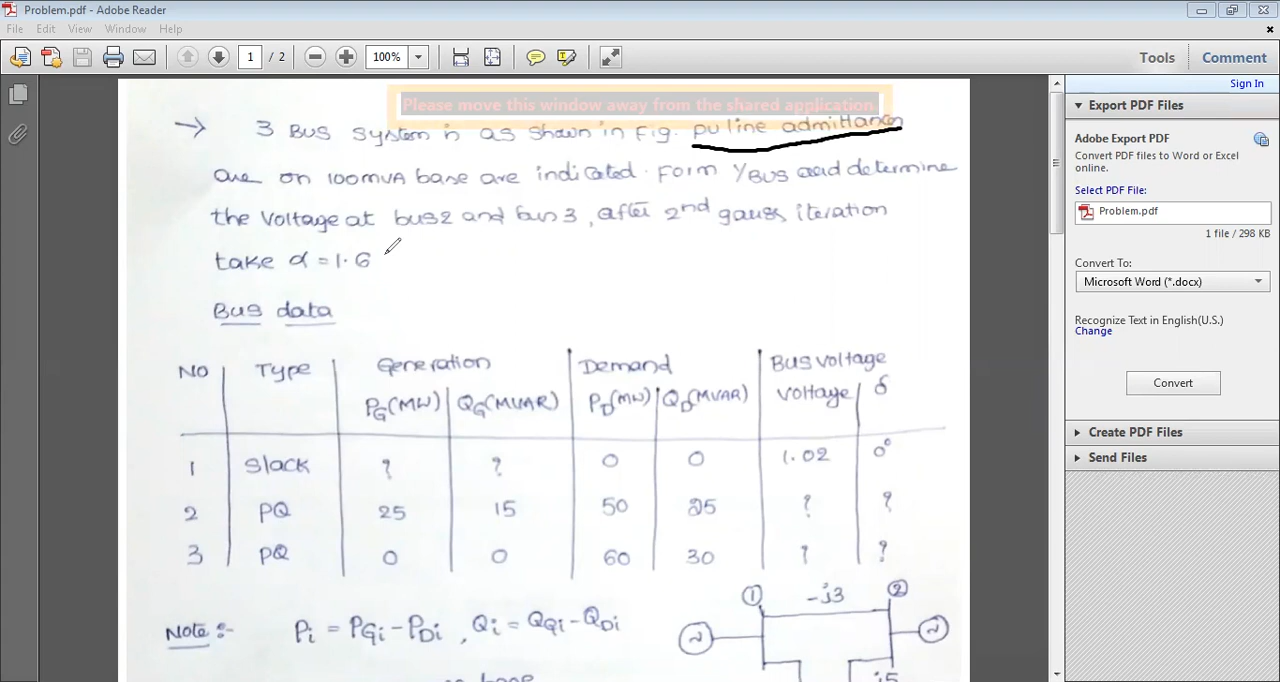 Problem.pdf - Adobe Reader
File Edit View Window Help
1 / 2 100% Tools Comment
Please move this window away from the shared application
Sign In
→ 3 Bus System is as shown in Fig. pu line admittances
are on 100MVA base are indicated. Form YBUS and determine
the voltage at bus2 and bus 3, after 2nd gauss iteration
take α = 1.6
Bus data
NO Type Generation Demand Bus voltage
PG(MW) QG(MVAR) PD(MW) QD(MVAR) Voltage δ
1 Slack ? ? 0 0 1.02 0°
2 PQ 25 15 50 25 ? ?
3 PQ 0 0 60 30 ? ?
① -j3 ②
Note :- Pi = PGi - PDi , Qi = QGi - QDi
j5
base
Export PDF Files
Adobe Export PDF
Convert PDF files to Word or Excel
online.
Select PDF File:
Problem.pdf
1 file / 298 KB
Convert To:
Microsoft Word (*.docx)
Recognize Text in English(U.S.)
Change
Convert
Create PDF Files
Send Files